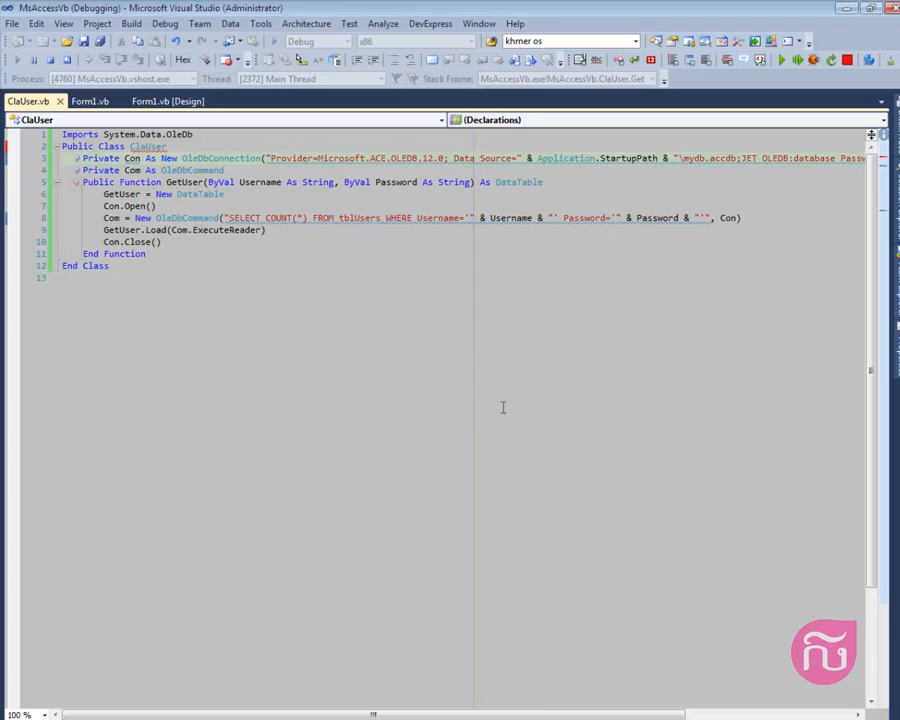 MsAccessVb (Debugging) - Microsoft Visual Studio (Administrator)
File Edit View Project Build Debug Team Data Tools Architecture Test Analyze DevExpress Window Help
Debug x86 khmer os
Hex
Process: [4760] MsAccessVb.vshost.exe Thread: [2372] Main Thread Stack Frame: MsAccessVb.exe!MsAccessVb.ClaUser.Get
ClaUser.vb Form1.vb Form1.vb [Design]
ClaUser (Declarations)
1 Imports System.Data.OleDb
2 Public Class ClaUser
3 Private Con As New OleDbConnection("Provider=Microsoft.ACE.OLEDB.12.0; Data Source=" & Application.StartupPath & "\mydb.accdb;JET OLEDB:database Passw
4 Private Com As OleDbCommand
5 Public Function GetUser(ByVal Username As String, ByVal Password As String) As DataTable
6 GetUser = New DataTable
7 Con.Open()
8 Com = New OleDbCommand("SELECT COUNT(*) FROM tblUsers WHERE Username='" & Username & "' Password='" & Password & "'", Con)
9 GetUser.Load(Com.ExecuteReader)
10 Con.Close()
11 End Function
12 End Class
13
100 %